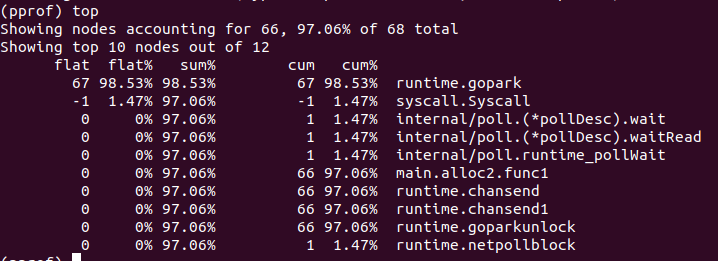 (pprof) top
Showing nodes accounting for 66, 97.06% of 68 total
Showing top 10 nodes out of 12
flat flat% sum% cum cum%
67 98.53% 98.53% 67 98.53% runtime.gopark
-1 1.47% 97.06% -1 1.47% syscall.Syscall
0 0% 97.06% 1 1.47% internal/poll.(*pollDesc).wait
0 0% 97.06% 1 1.47% internal/poll.(*pollDesc).waitRead
0 0% 97.06% 1 1.47% internal/poll.runtime_pollWait
0 0% 97.06% 66 97.06% main.alloc2.func1
0 0% 97.06% 66 97.06% runtime.chansend
0 0% 97.06% 66 97.06% runtime.chansend1
0 0% 97.06% 66 97.06% runtime.goparkunlock
0 0% 97.06% 1 1.47% runtime.netpollblock
(pprof)